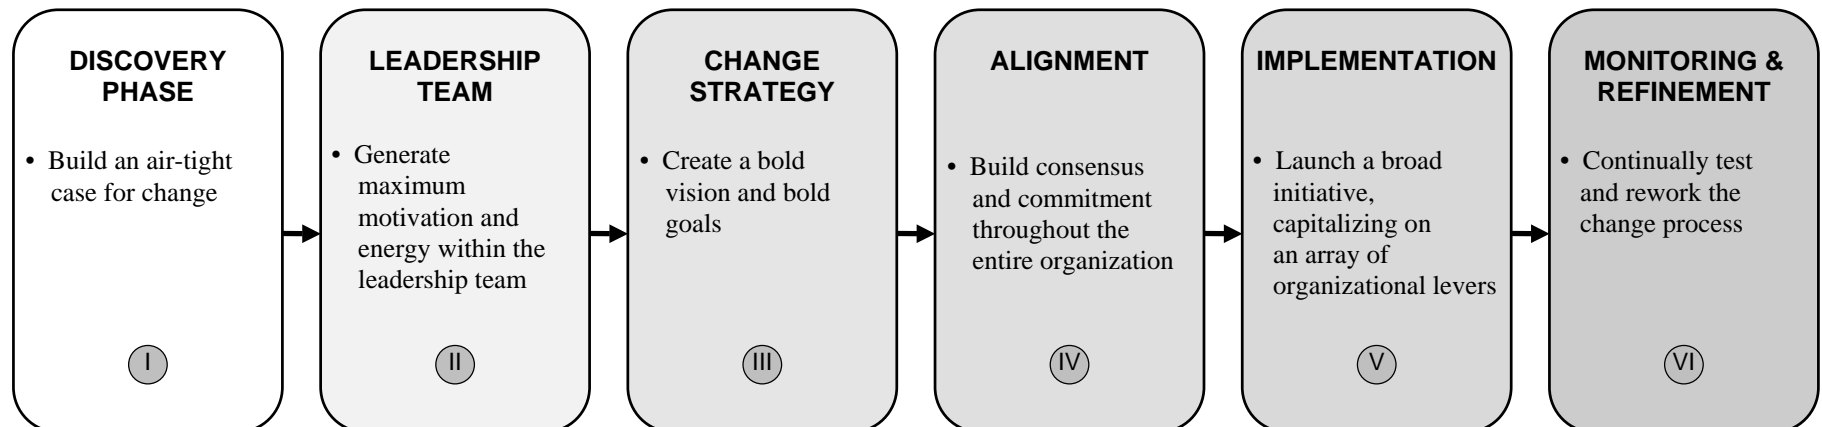 DISCOVERY
PHASE
• Build an air-tight
case for change
I
LEADERSHIP
TEAM
• Generate
maximum
motivation and
energy within the
leadership team
II
CHANGE
STRATEGY
• Create a bold
vision and bold
goals
III
ALIGNMENT
• Build consensus
and commitment
throughout the
entire organization
IV
IMPLEMENTATION
• Launch a broad
initiative,
capitalizing on
an array of
organizational levers
V
MONITORING &
REFINEMENT
• Continually test
and rework the
change process
VI